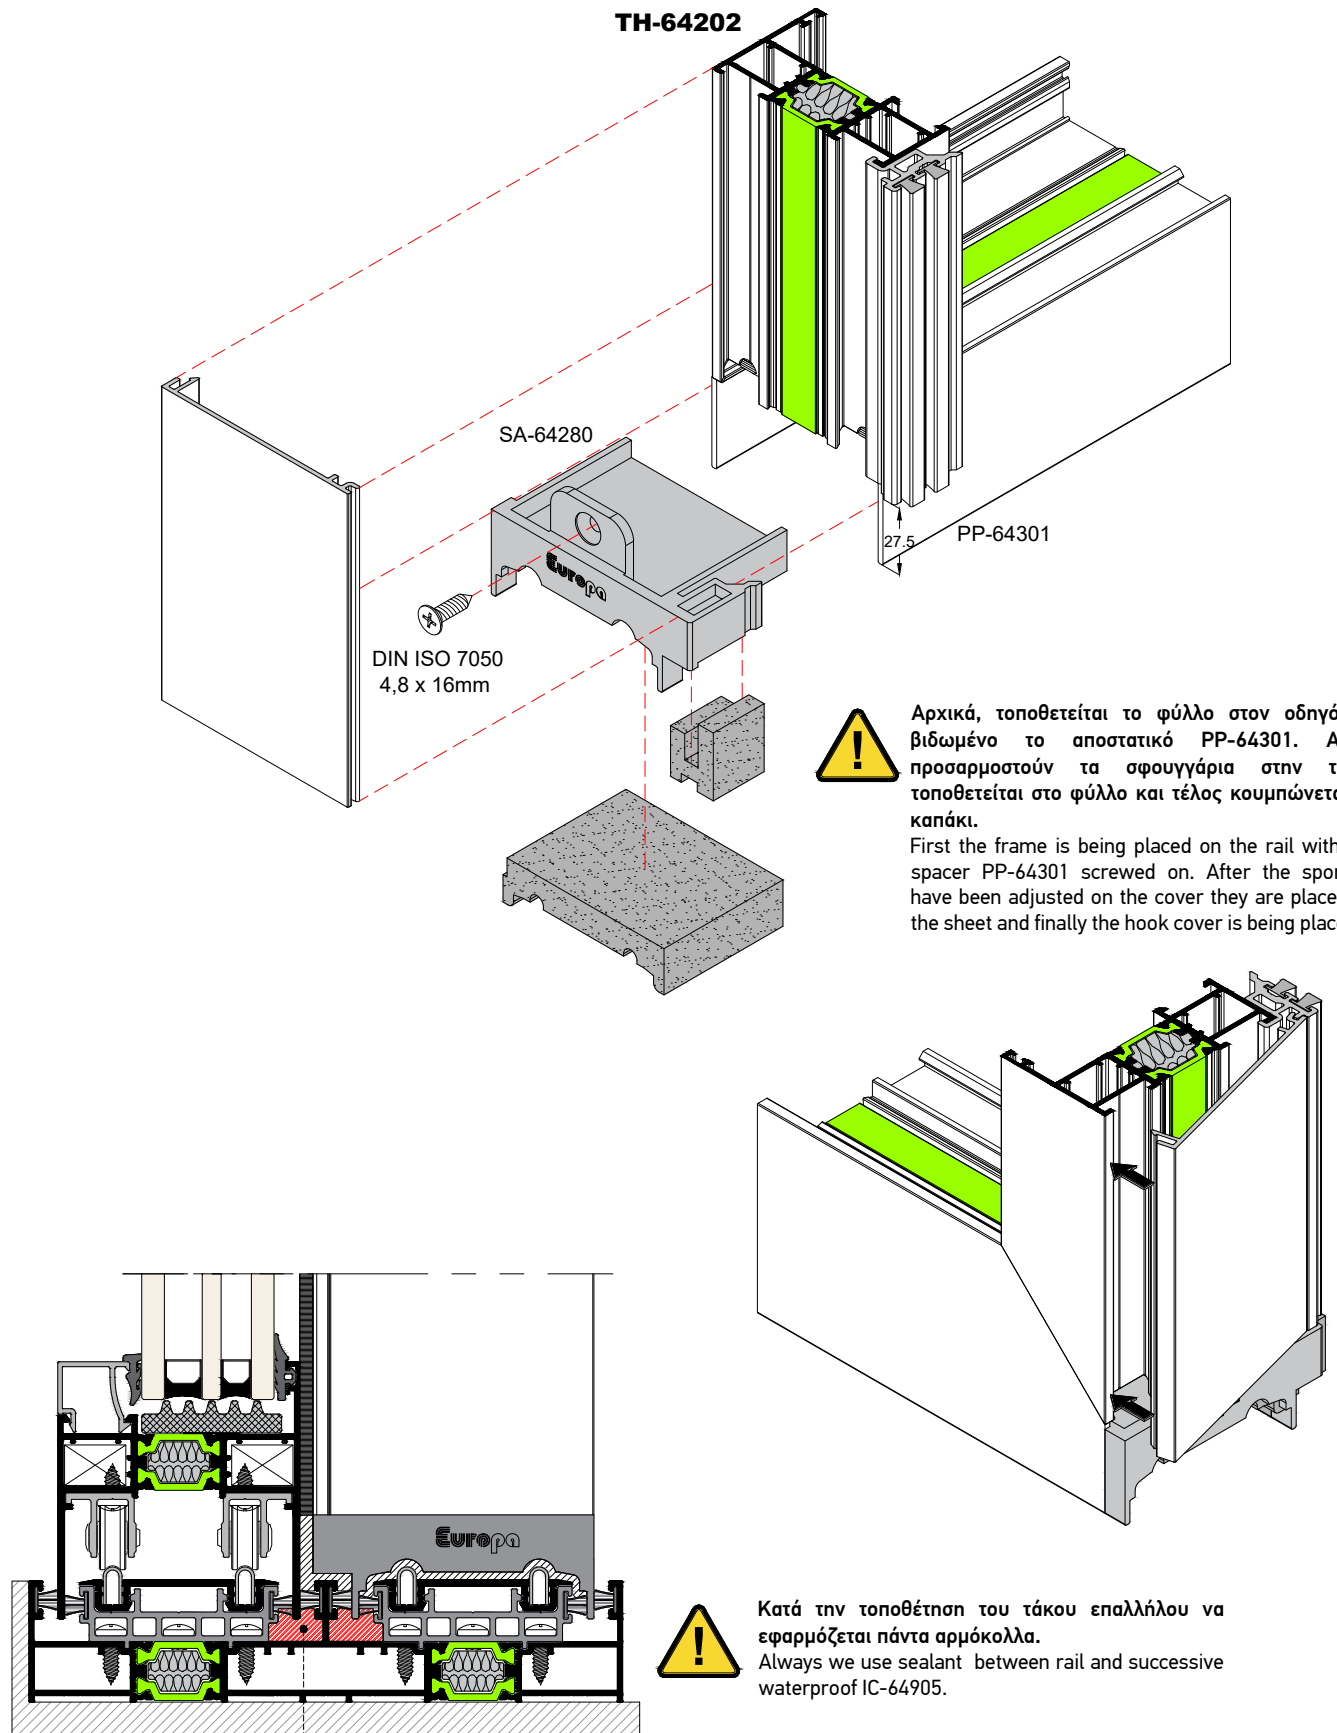 TH-64202
SA-64280
Europa
27.5
PP-64301
DIN ISO 7050
4,8 x 16mm
Αρχικά, τοποθετείται το φύλλο στον οδηγό
βιδωμένο το αποστατικό PP-64301.
προσαρμοστούν τα σφουγγάρια στην
τοποθετείται στο φύλλο και τέλος
καπάκι.
First the frame is being placed on the rail with
spacer PP-64301 screwed on. After the
have been adjusted on the cover they are
the sheet and finally the hook cover is being
Europa
Κατά την τοποθέτηση του τάκου επαλλήλου να
εφαρμόζεται πάντα αρμόκολλα.
Always we use sealant between rail and successive
waterproof IC-64905.